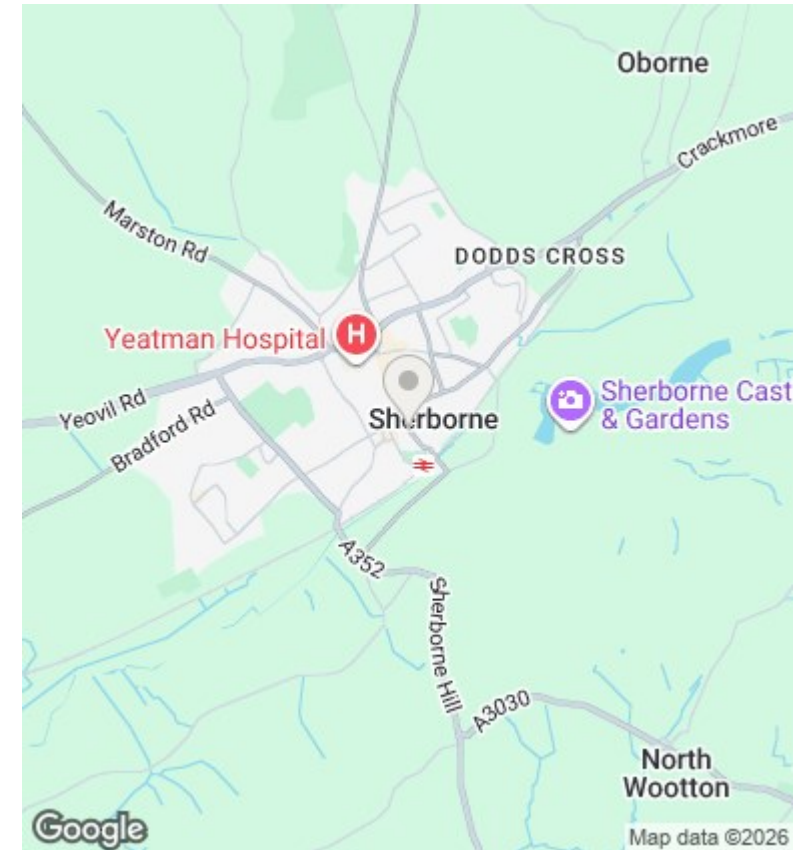 Oborne
Crackmore
Marston Rd
DODDS CROSS
Yeatman Hospital
H
Sherborne Cast
& Gardens
Yeovil Rd
Bradford Rd
Sherborne
A352
Sherborne Hill
A3030
North
Wootton
Google
Map data ©2026